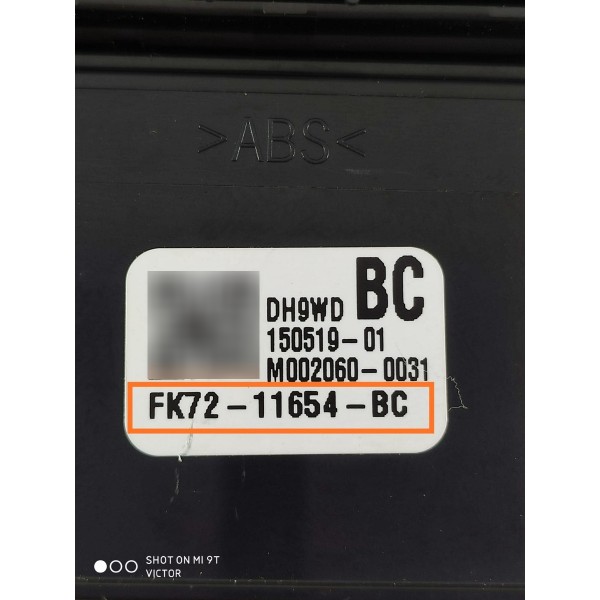 >ABS<
BC
DH9WD
150519-01
M002060-0031
FK72-11654-BC
SHOT ON MI 9T
VICTOR